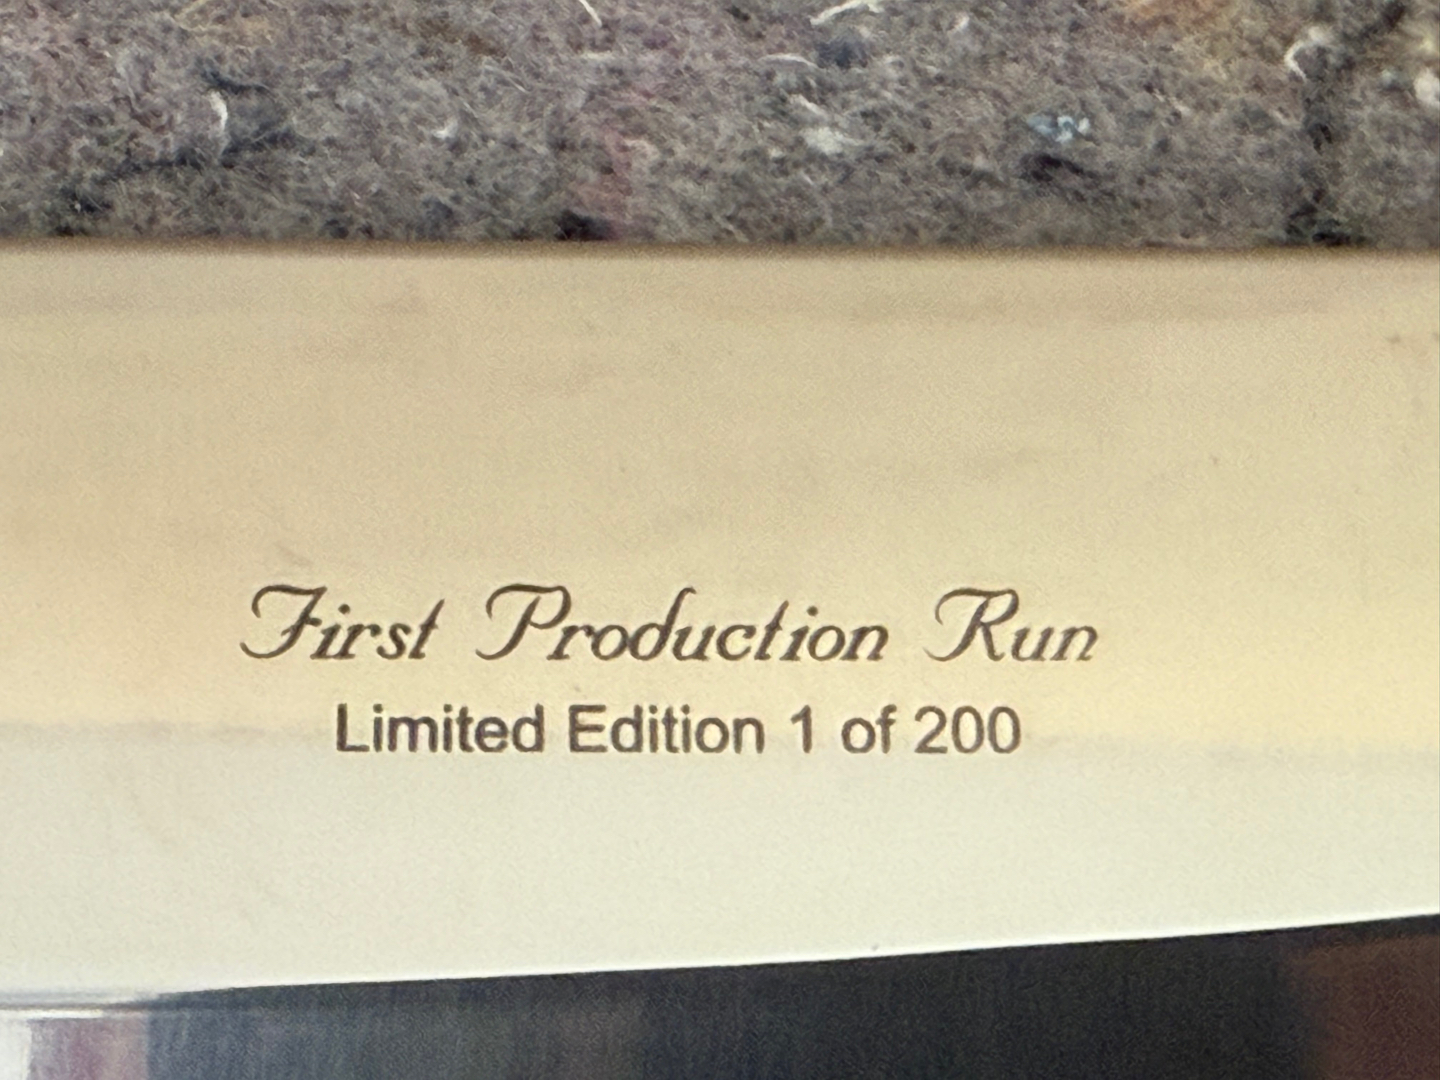 First Production Run
Limited Edition 1 of 200